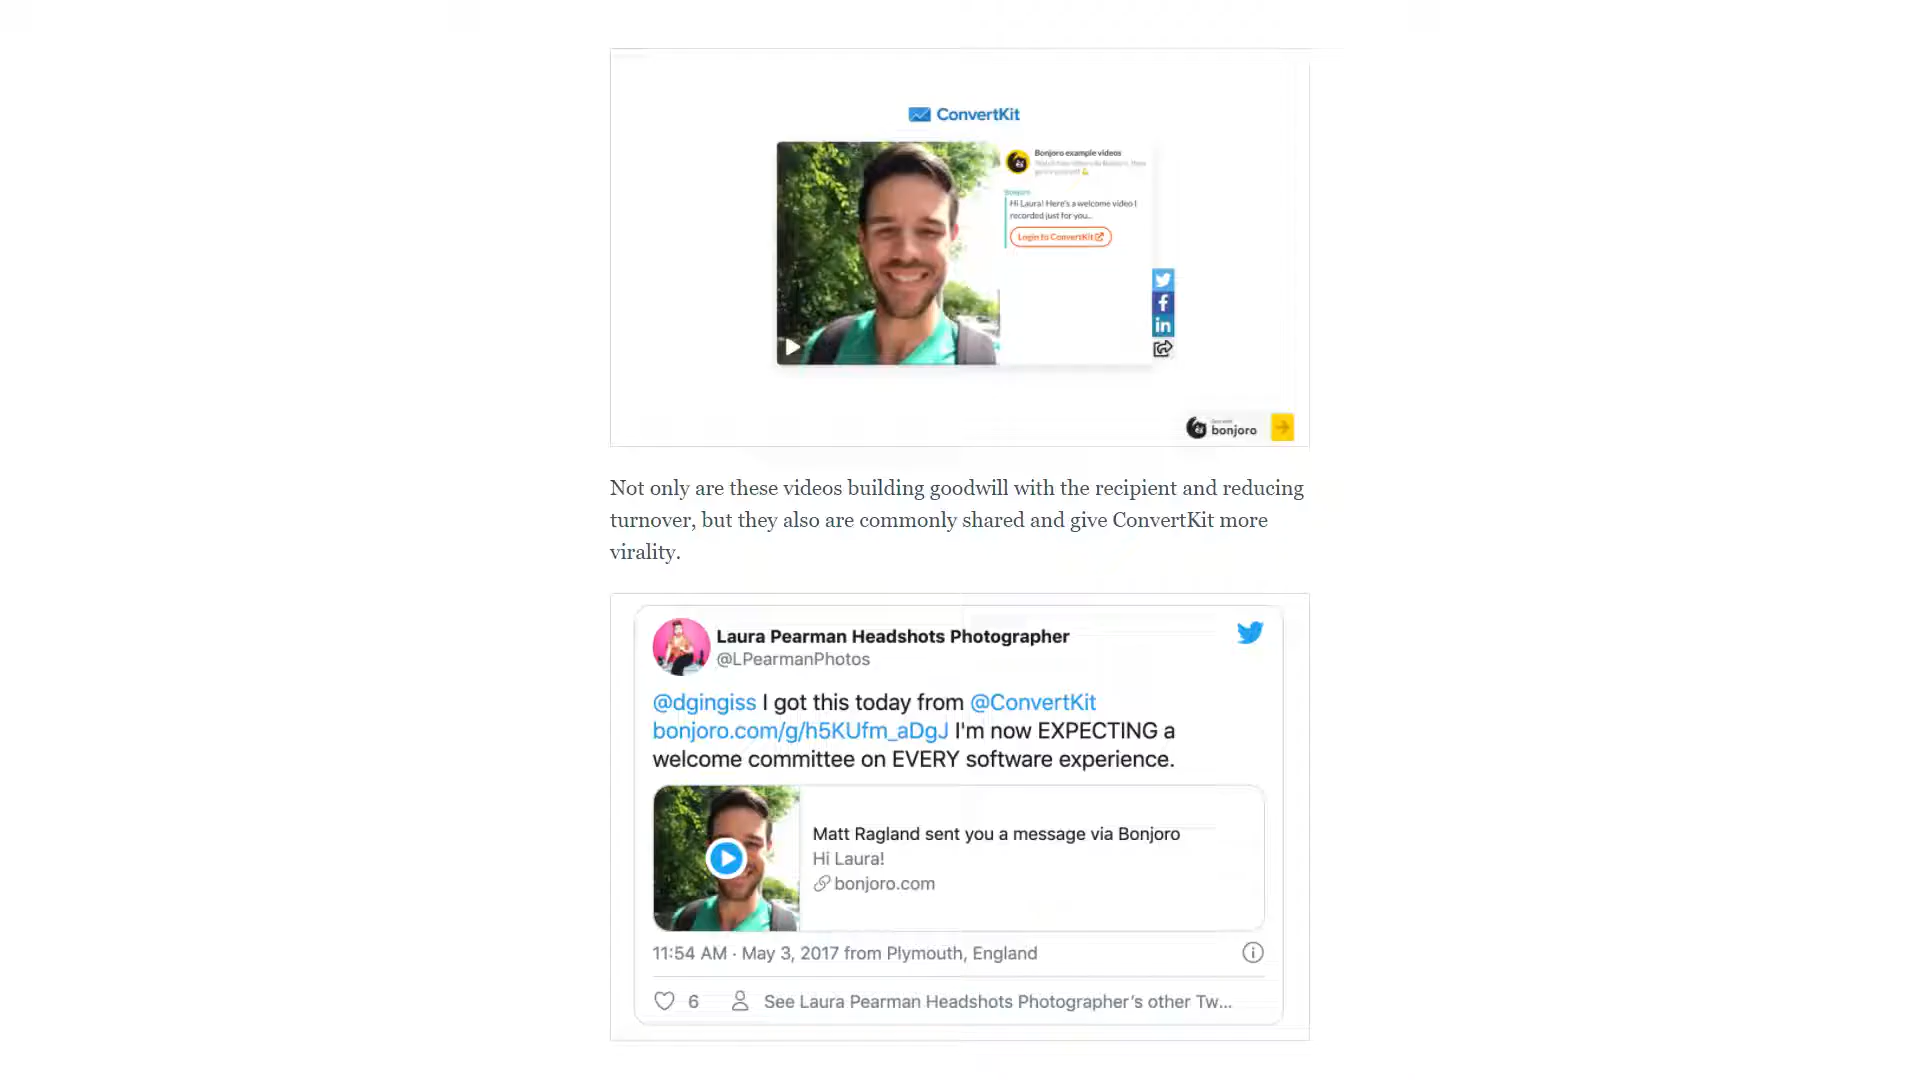 ConvertKit
Bonjoro example videos
Bonjoro
Hi Laura! Here's a welcome video I
recorded just for you...
Login to ConvertKit
in
bonjoro
Not only are these videos building goodwill with the recipient and reducing
turnover, but they also are commonly shared and give ConvertKit more
virality.
Laura Pearman Headshots Photographer
@LPearmanPhotos
@dgingiss I got this today from @ConvertKit
bonjoro.com/g/h5KUfm_aDgJ I'm now EXPECTING a
welcome committee on EVERY software experience.
Matt Ragland sent you a message via Bonjoro
Hi Laura!
bonjoro.com
11:54 AM · May 3, 2017 from Plymouth, England
6
See Laura Pearman Headshots Photographer's other Tw...